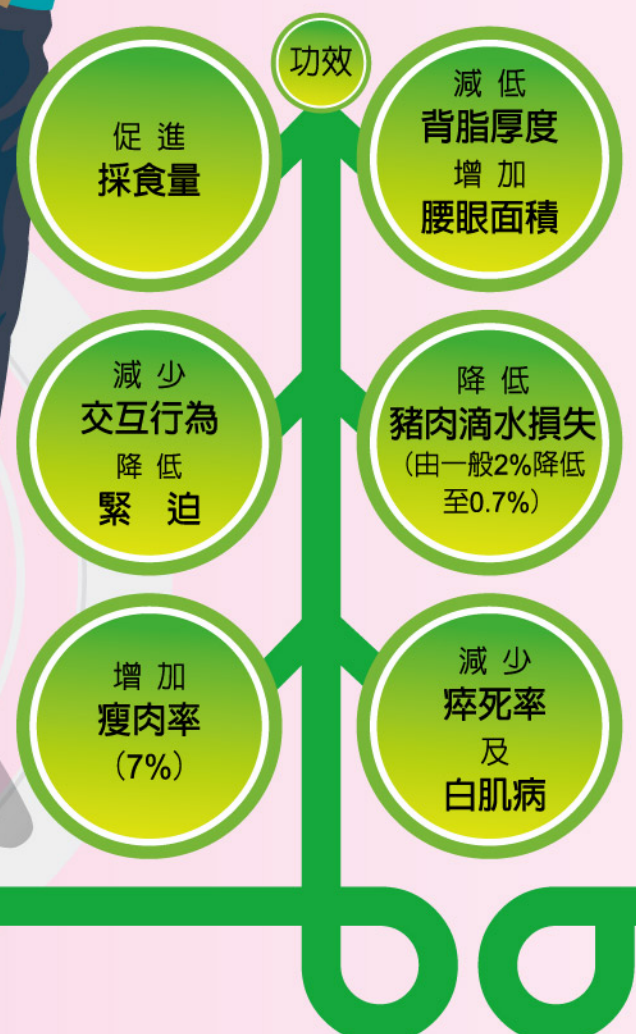 功效
促進
採食量
減低
背脂厚度
增加
腰眼面積
減少
交互行為
降低
緊 迫
降低
豬肉滴水損失
(由一般2%降低
至0.7%)
增加
瘦肉率
(7%)
減少
瘁死率
及
白肌病